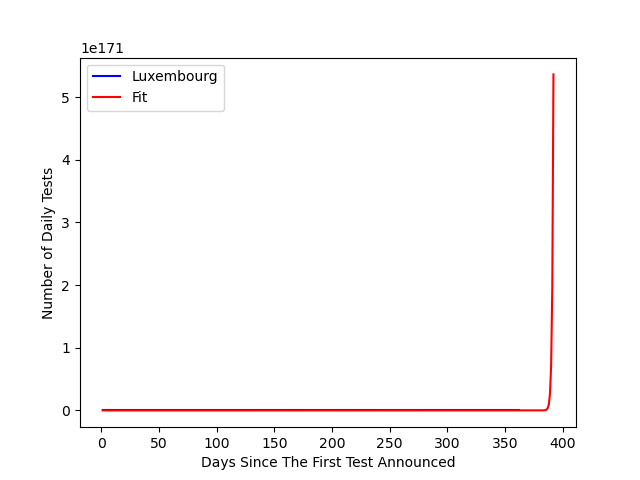 1e171
Luxembourg
Fit
5
4
3
2
1
0
Number of Daily Tests
0 50 100 150 200 250 300 350 400
Days Since The First Test Announced